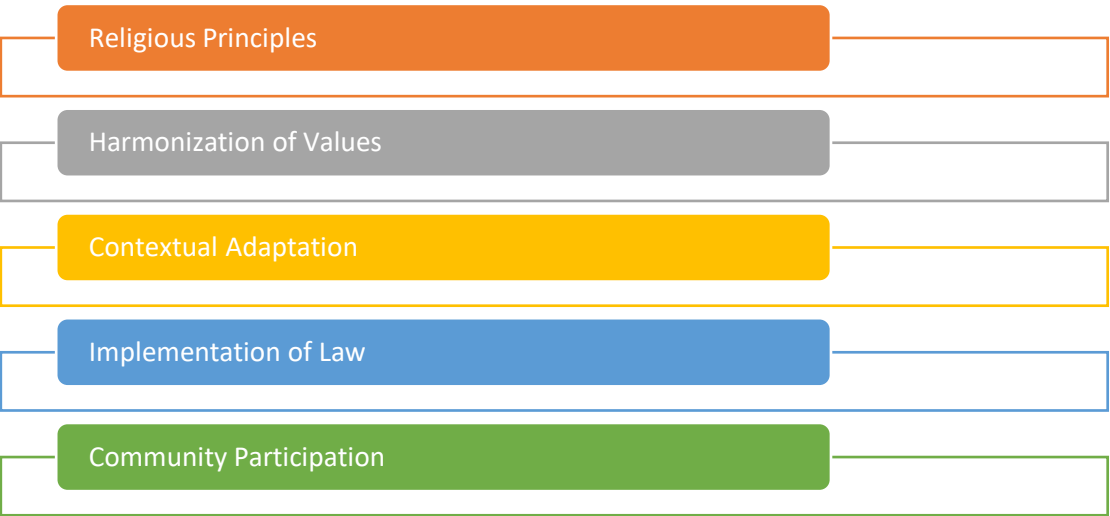 Religious Principles
Harmonization of Values
Contextual Adaptation
Implementation of Law
Community Participation